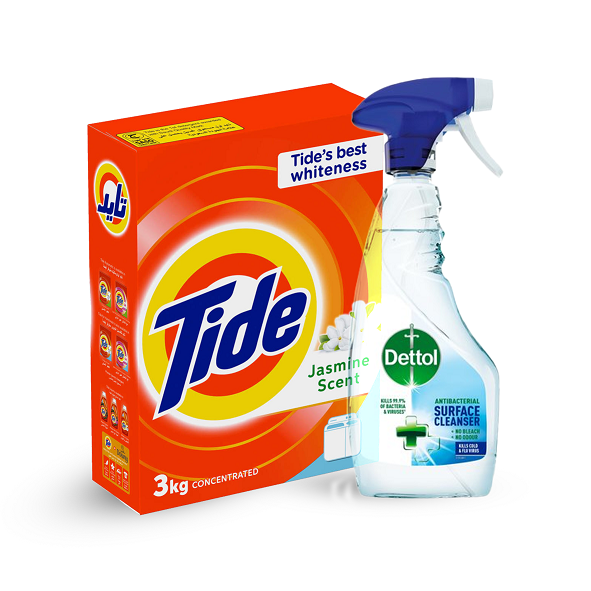 تايد
Tide's best
whiteness
Tide
Jasmine
Scent
3kg CONCENTRATED
Dettol
KILLS 99.9%
OF BACTERIA
& VIRUSES*
ANTIBACTERIAL
SURFACE
CLEANSER
• NO BLEACH
• NO ODOUR
KILLS COLD
& FLU VIRUS